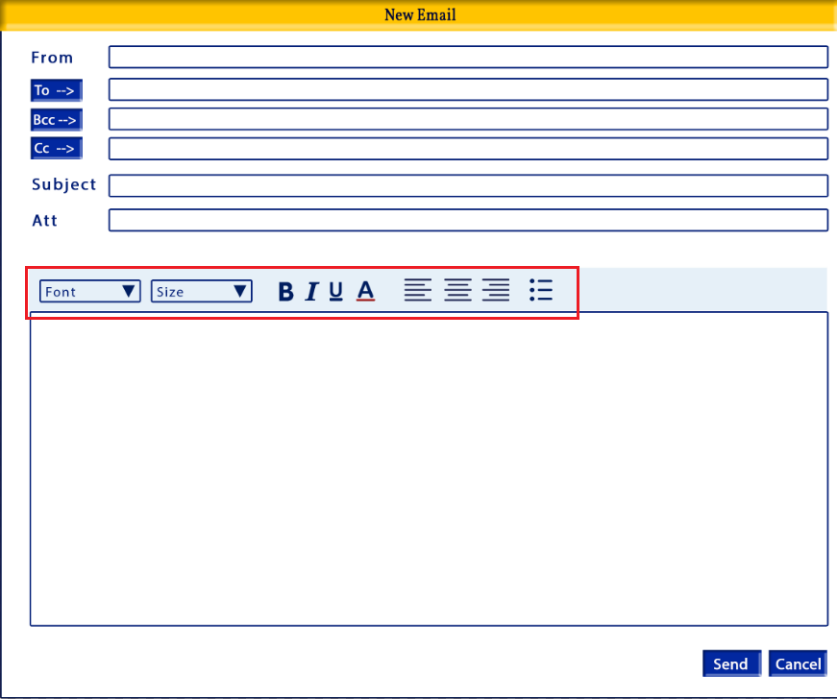 New Email
From
To -->
Bcc -->
Cc -->
Subject
Att
Font ▼ Size ▼ B I U A
Send Cancel